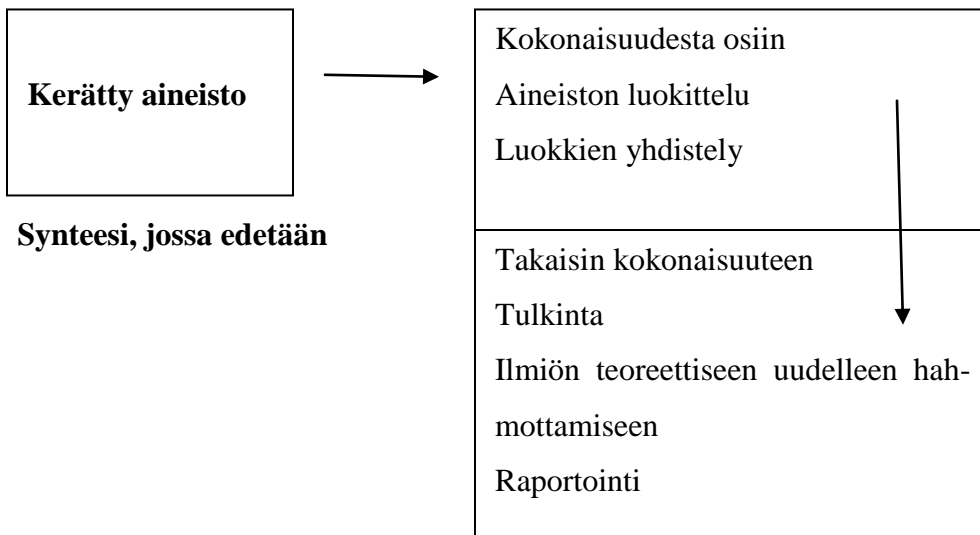 Kerätty aineisto
Synteesi, jossa edetään
Kokonaisuudesta osiin
Aineiston luokittelu
Luokkien yhdistely
Takaisin kokonaisuuteen
Tulkinta
Ilmiön teoreettiseen uudelleen hah-
mottamiseen
Raportointi